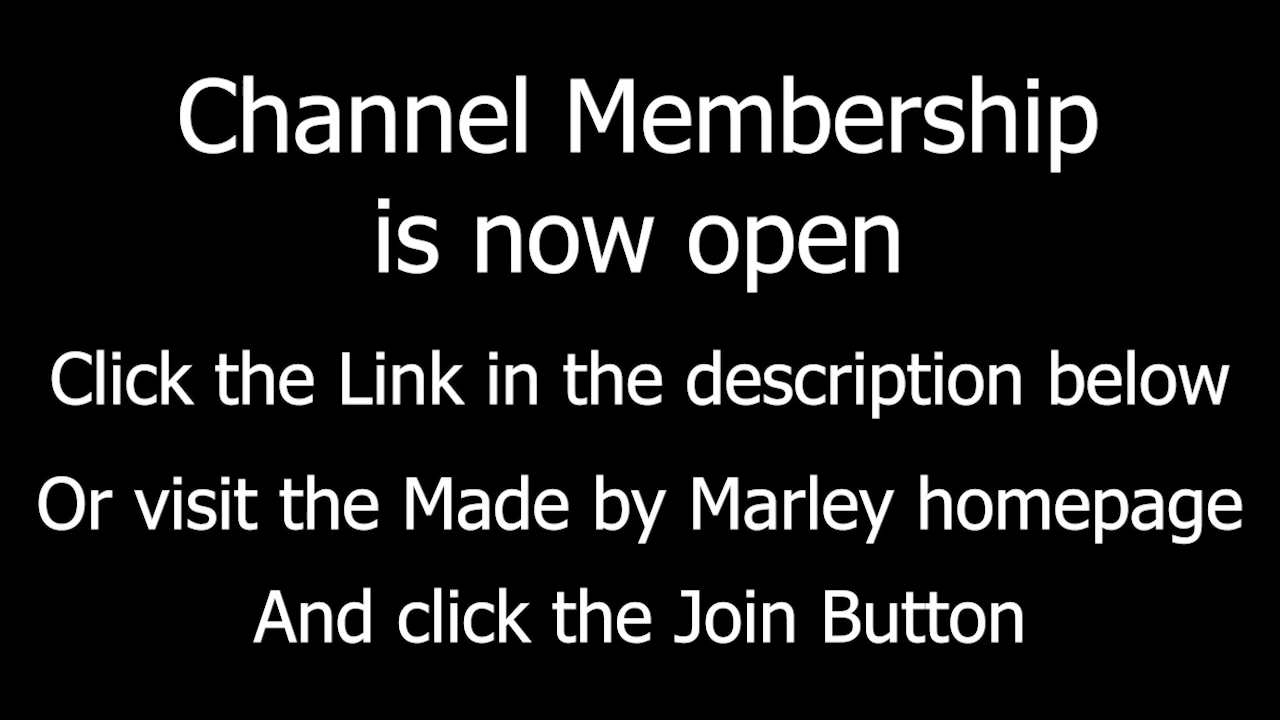 Channel Membership
is now open
Click the Link in the description below
Or visit the Made by Marley homepage
And click the Join Button